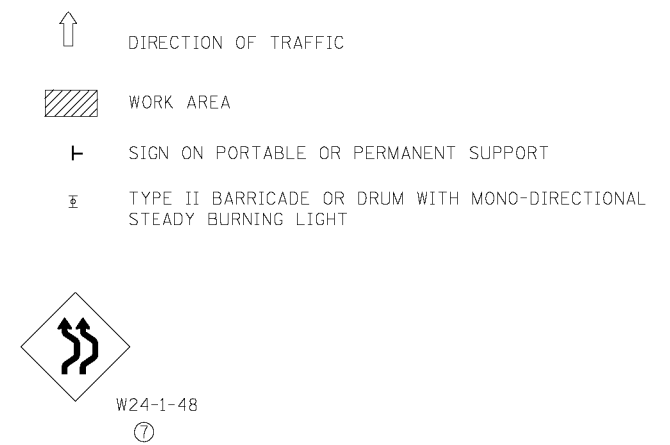 DIRECTION OF TRAFFIC
WORK AREA
SIGN ON PORTABLE OR PERMANENT SUPPORT
TYPE II BARRICADE OR DRUM WITH MONO-DIRECTIONAL
STEADY BURNING LIGHT
W24-1-48
7